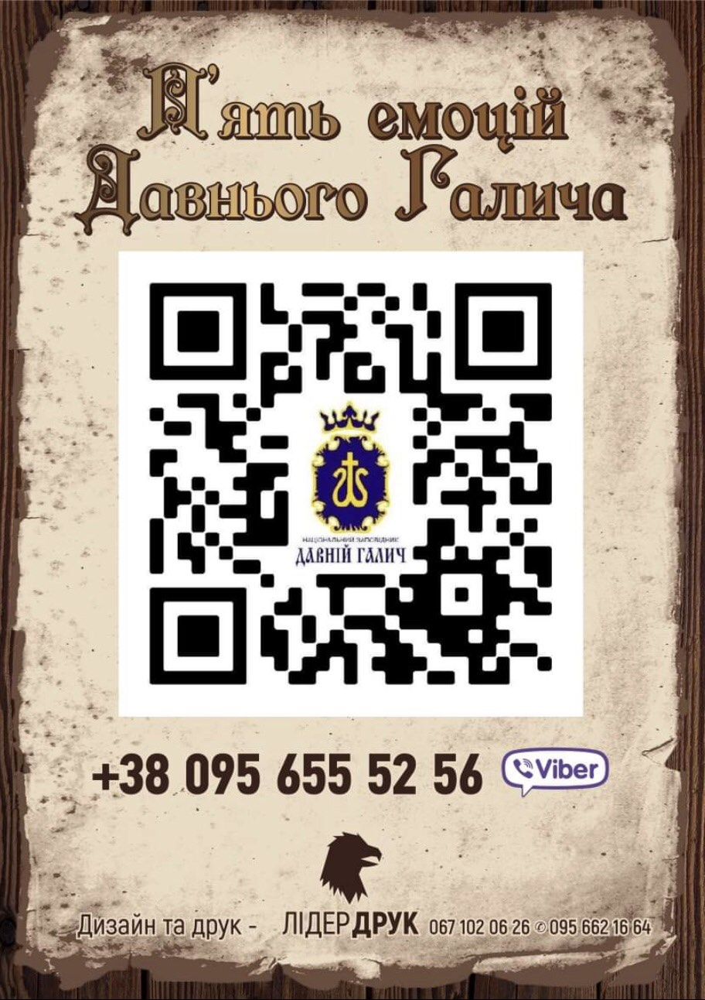 П'ять емоцій
Давнього Галича
НАЦІОНАЛЬНИЙ ЗАПОВІДНИК
ДАВНІЙ ГАЛИЧ
+38 095 655 52 56 Viber
Дизайн та друк - ЛІДЕРДРУК 067 102 06 26 ✆ 095 662 16 64